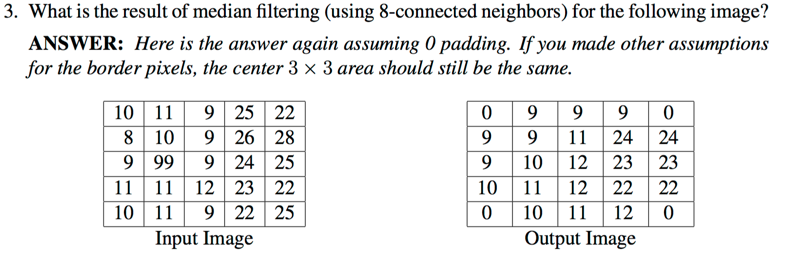 3. What is the result of median filtering (using 8-connected neighbors) for the following image?
ANSWER: Here is the answer again assuming 0 padding. If you made other assumptions
for the border pixels, the center 3 × 3 area should still be the same.
10 11 9 25 22
8 10 9 26 28
9 99 9 24 25
11 11 12 23 22
10 11 9 22 25
Input Image
0 9 9 9 0
9 9 11 24 24
9 10 12 23 23
10 11 12 22 22
0 10 11 12 0
Output Image